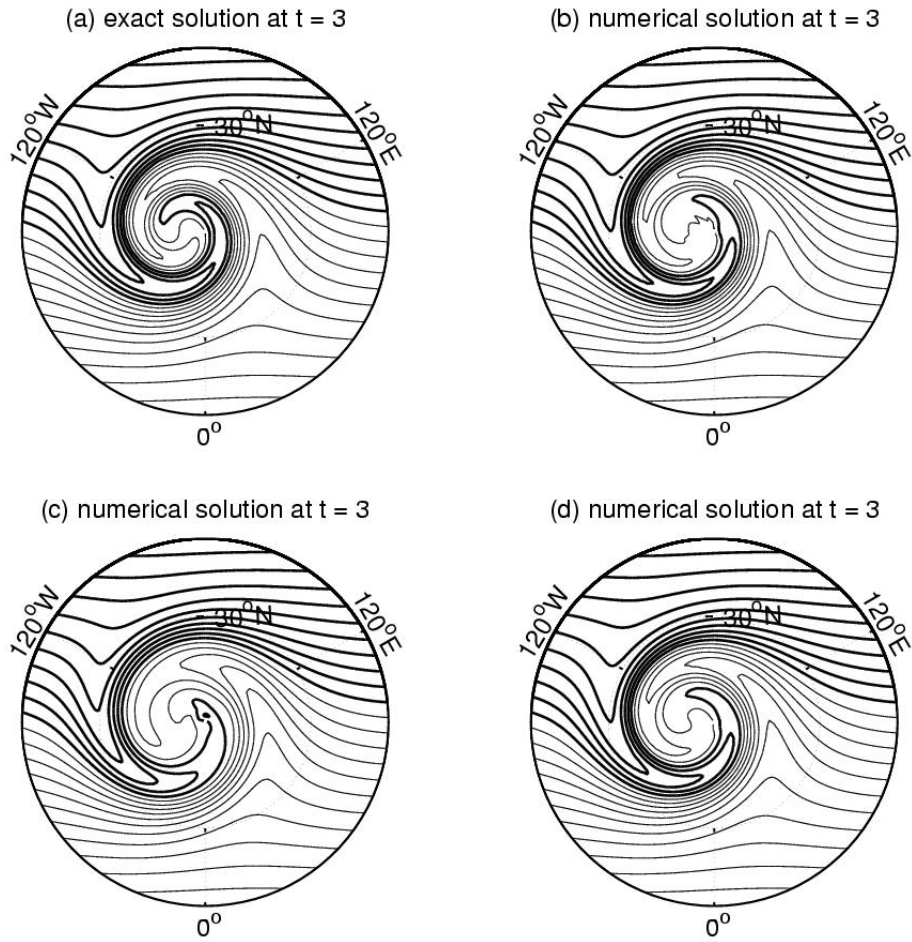 (a) exact solution at t = 3
(b) numerical solution at t = 3
120°W
30°N
120°E
0°
120°W
30°N
120°E
0°
(c) numerical solution at t = 3
(d) numerical solution at t = 3
120°W
30°N
120°E
0°
120°W
30°N
120°E
0°